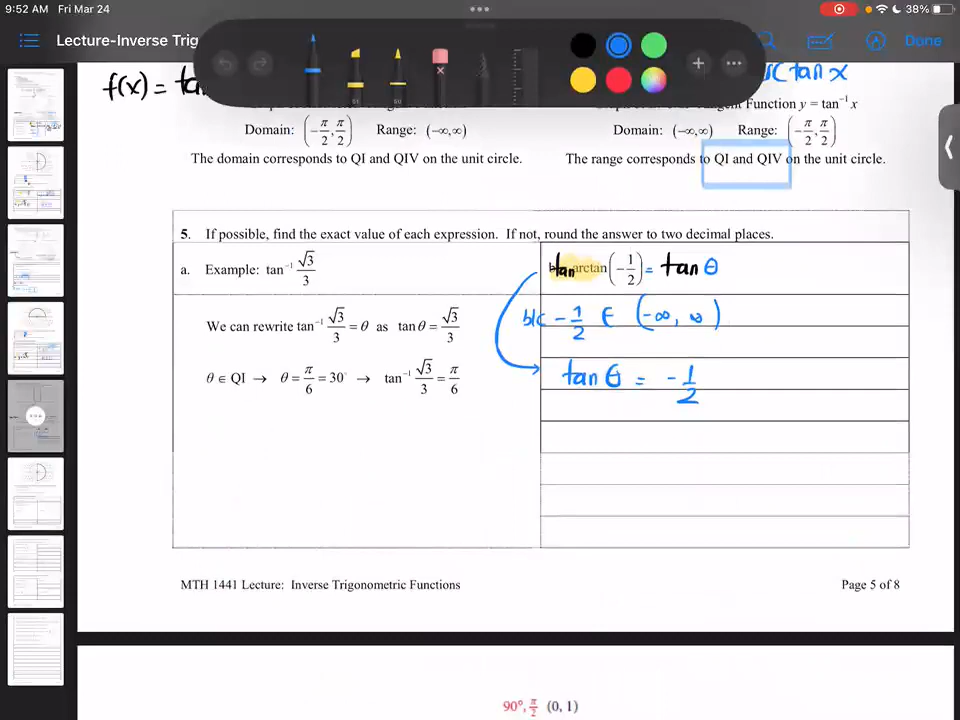 9:52 AM Fri Mar 24
38%
Lecture-Inverse Trig
Done
f(x) = ta
tan x
Function y = tan⁻¹ x
Domain: (-π/2, π/2) Range: (-∞,∞)
Domain: (-∞,∞) Range: (-π/2, π/2)
The domain corresponds to QI and QIV on the unit circle.
The range corresponds to QI and QIV on the unit circle.
5. If possible, find the exact value of each expression. If not, round the answer to two decimal places.
a. Example: tan⁻¹ √3/3
tan arctan(-1/2) = tan θ
We can rewrite tan⁻¹ √3/3 = θ as tan θ = √3/3
b/c -1/2 ∈ (-∞, ∞)
θ ∈ QI → θ = π/6 = 30° → tan⁻¹ √3/3 = π/6
tan θ = -1/2
MTH 1441 Lecture: Inverse Trigonometric Functions
Page 5 of 8
90°, π/2 (0, 1)